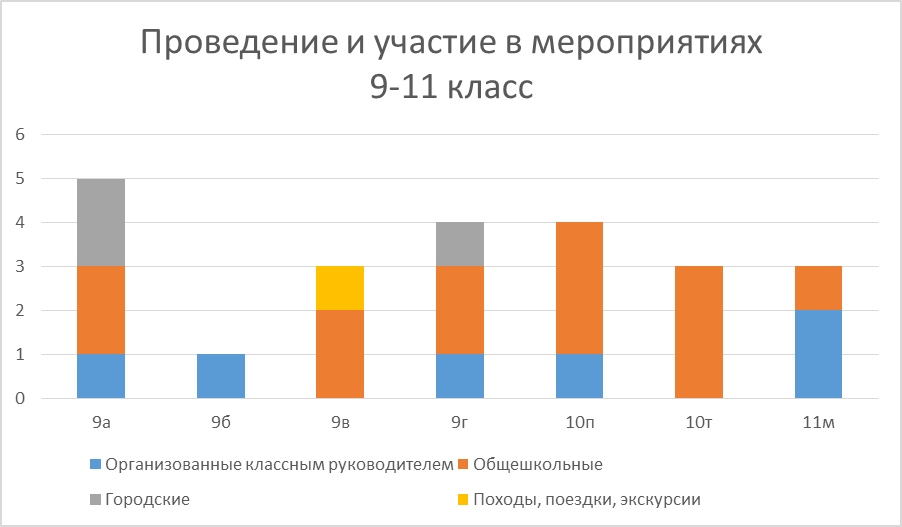 Проведение и участие в мероприятиях
9-11 класс
6
5
4
3
2
1
0
9а 9б 9в 9г 10п 10т 11м
Организованные классным руководителем Общешкольные
Городские Походы, поездки, экскурсии